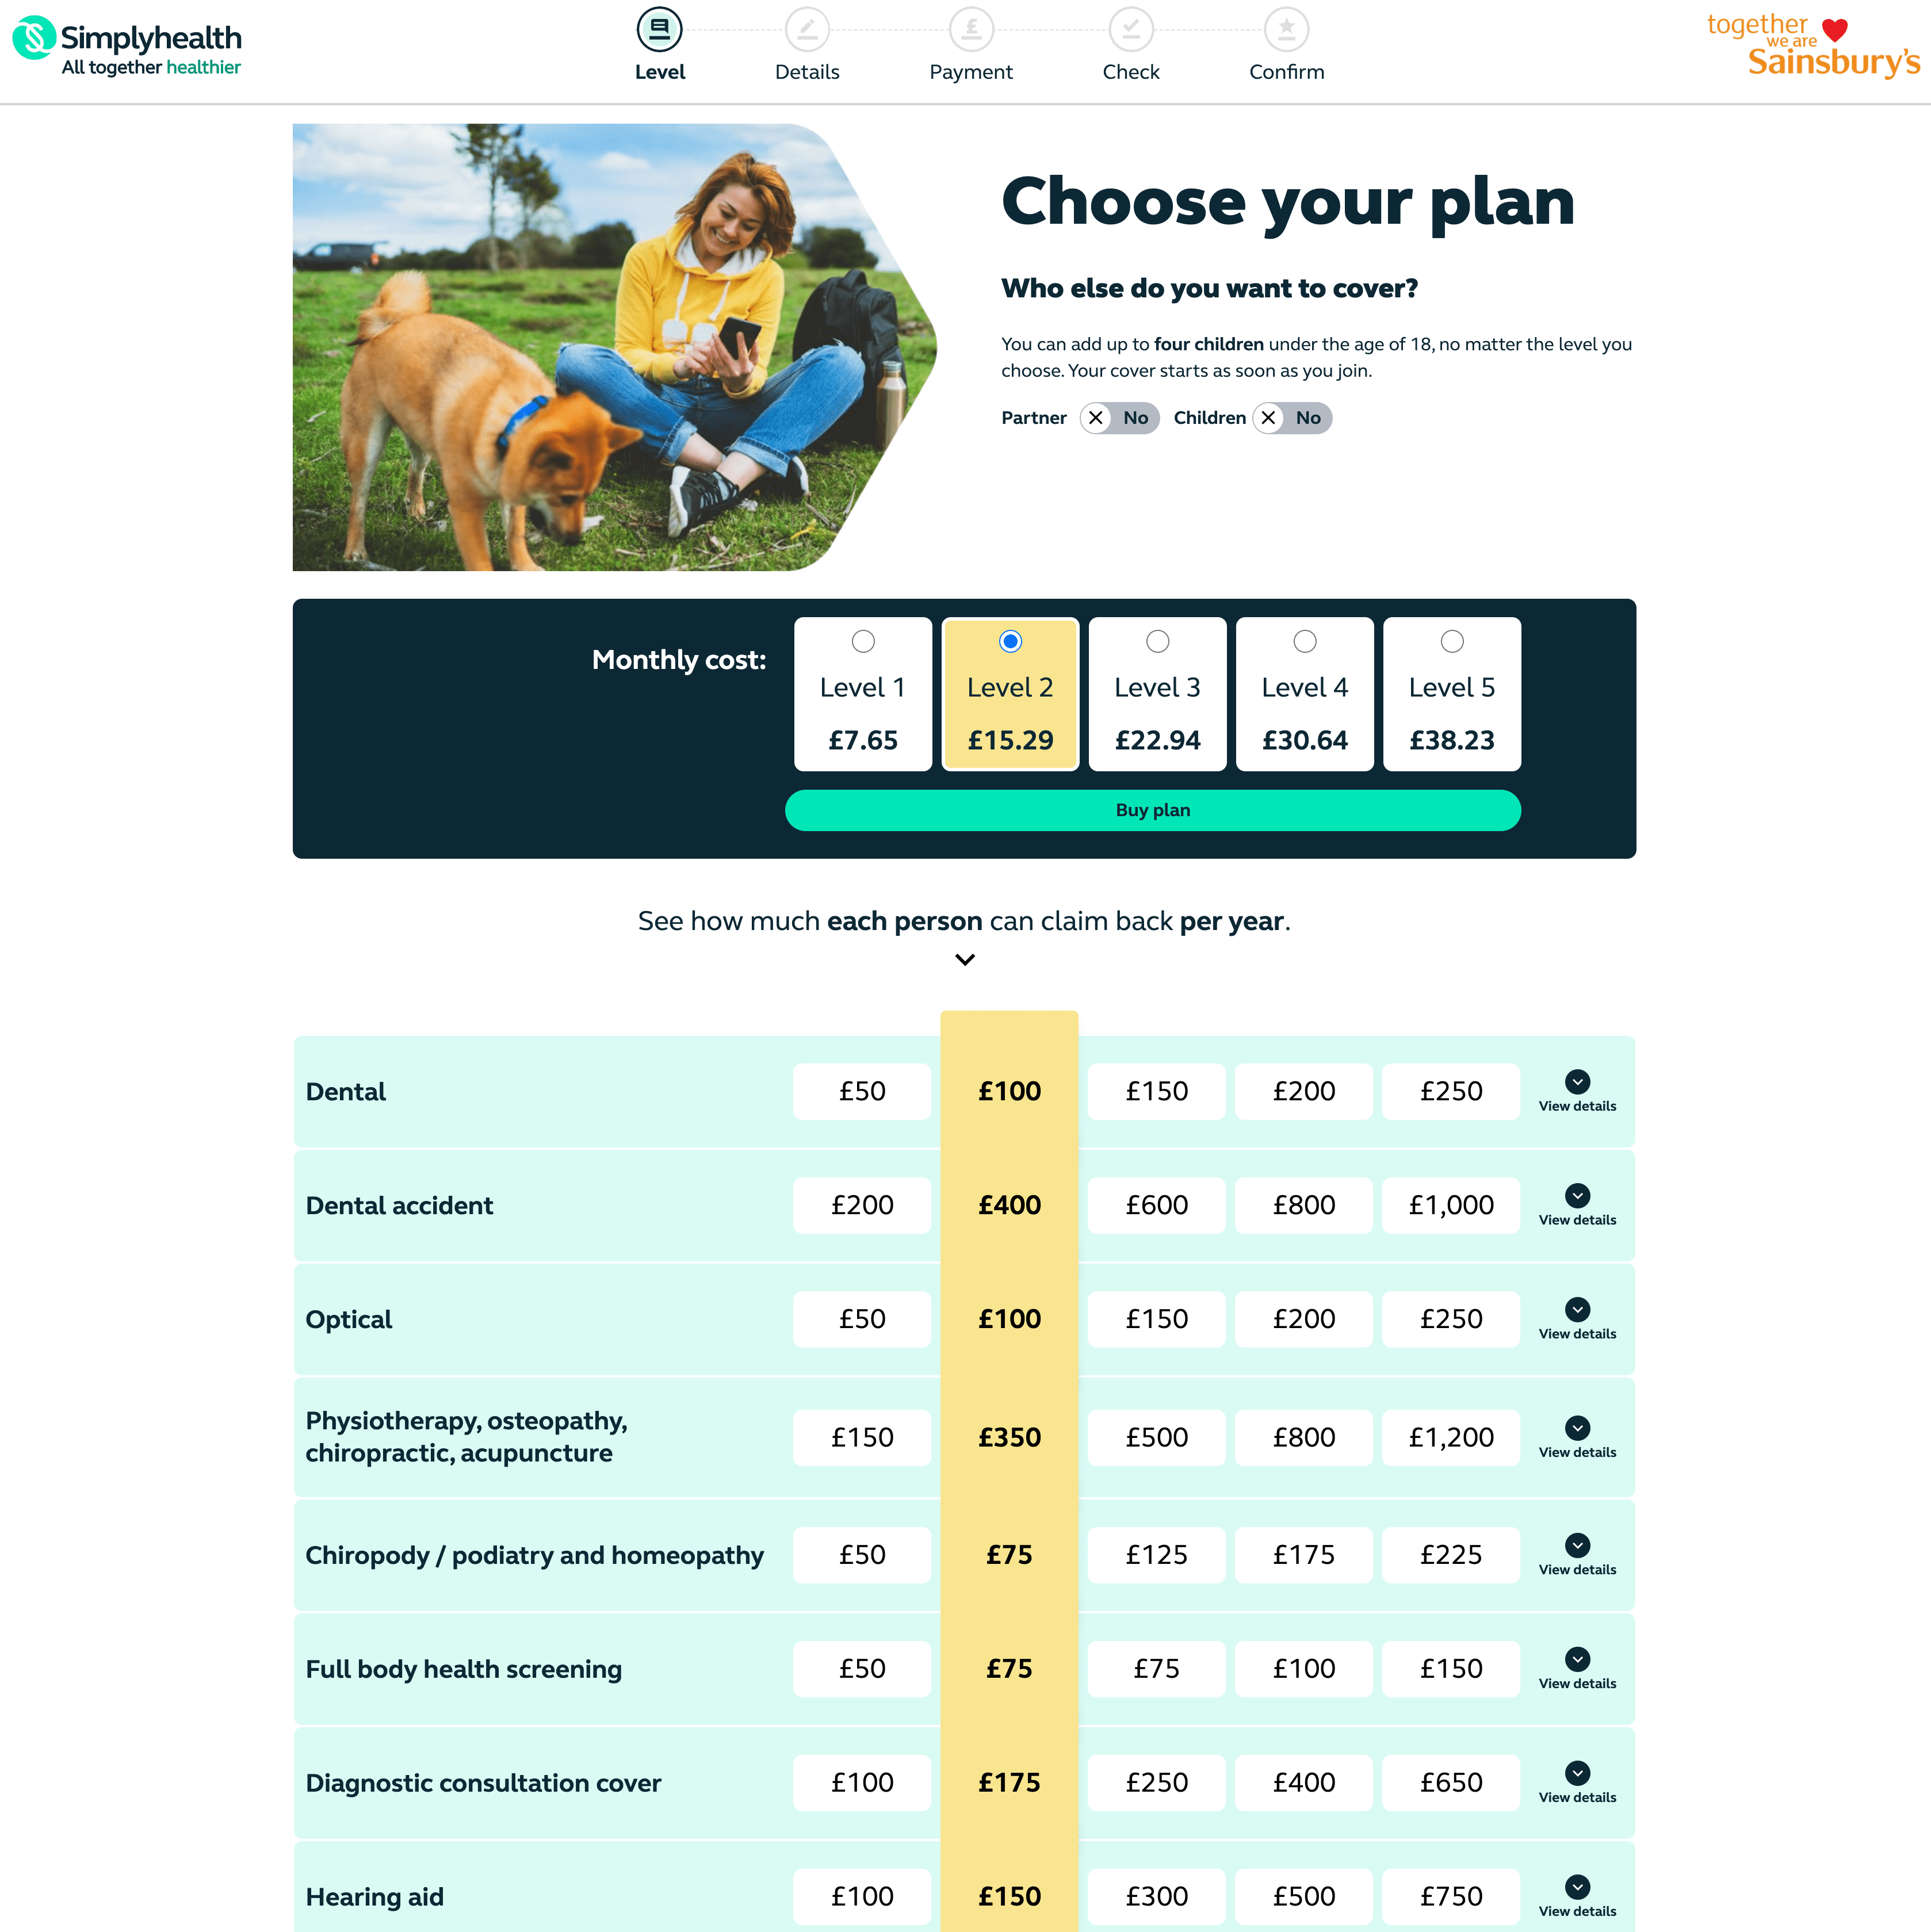 Simplyhealth
All together healthier
Level
Details
Payment
Check
Confirm
together
we are
Sainsbury's
Choose your plan
Who else do you want to cover?
You can add up to four children under the age of 18, no matter the level you
choose. Your cover starts as soon as you join.
Partner No Children No
Monthly cost:
Level 1
£7.65
Level 2
£15.29
Level 3
£22.94
Level 4
£30.64
Level 5
£38.23
Buy plan
See how much each person can claim back per year.
Dental £50 £100 £150 £200 £250 View details
Dental accident £200 £400 £600 £800 £1,000 View details
Optical £50 £100 £150 £200 £250 View details
Physiotherapy, osteopathy,
chiropractic, acupuncture £150 £350 £500 £800 £1,200 View details
Chiropody / podiatry and homeopathy £50 £75 £125 £175 £225 View details
Full body health screening £50 £75 £75 £100 £150 View details
Diagnostic consultation cover £100 £175 £250 £400 £650 View details
Hearing aid £100 £150 £300 £500 £750 View details